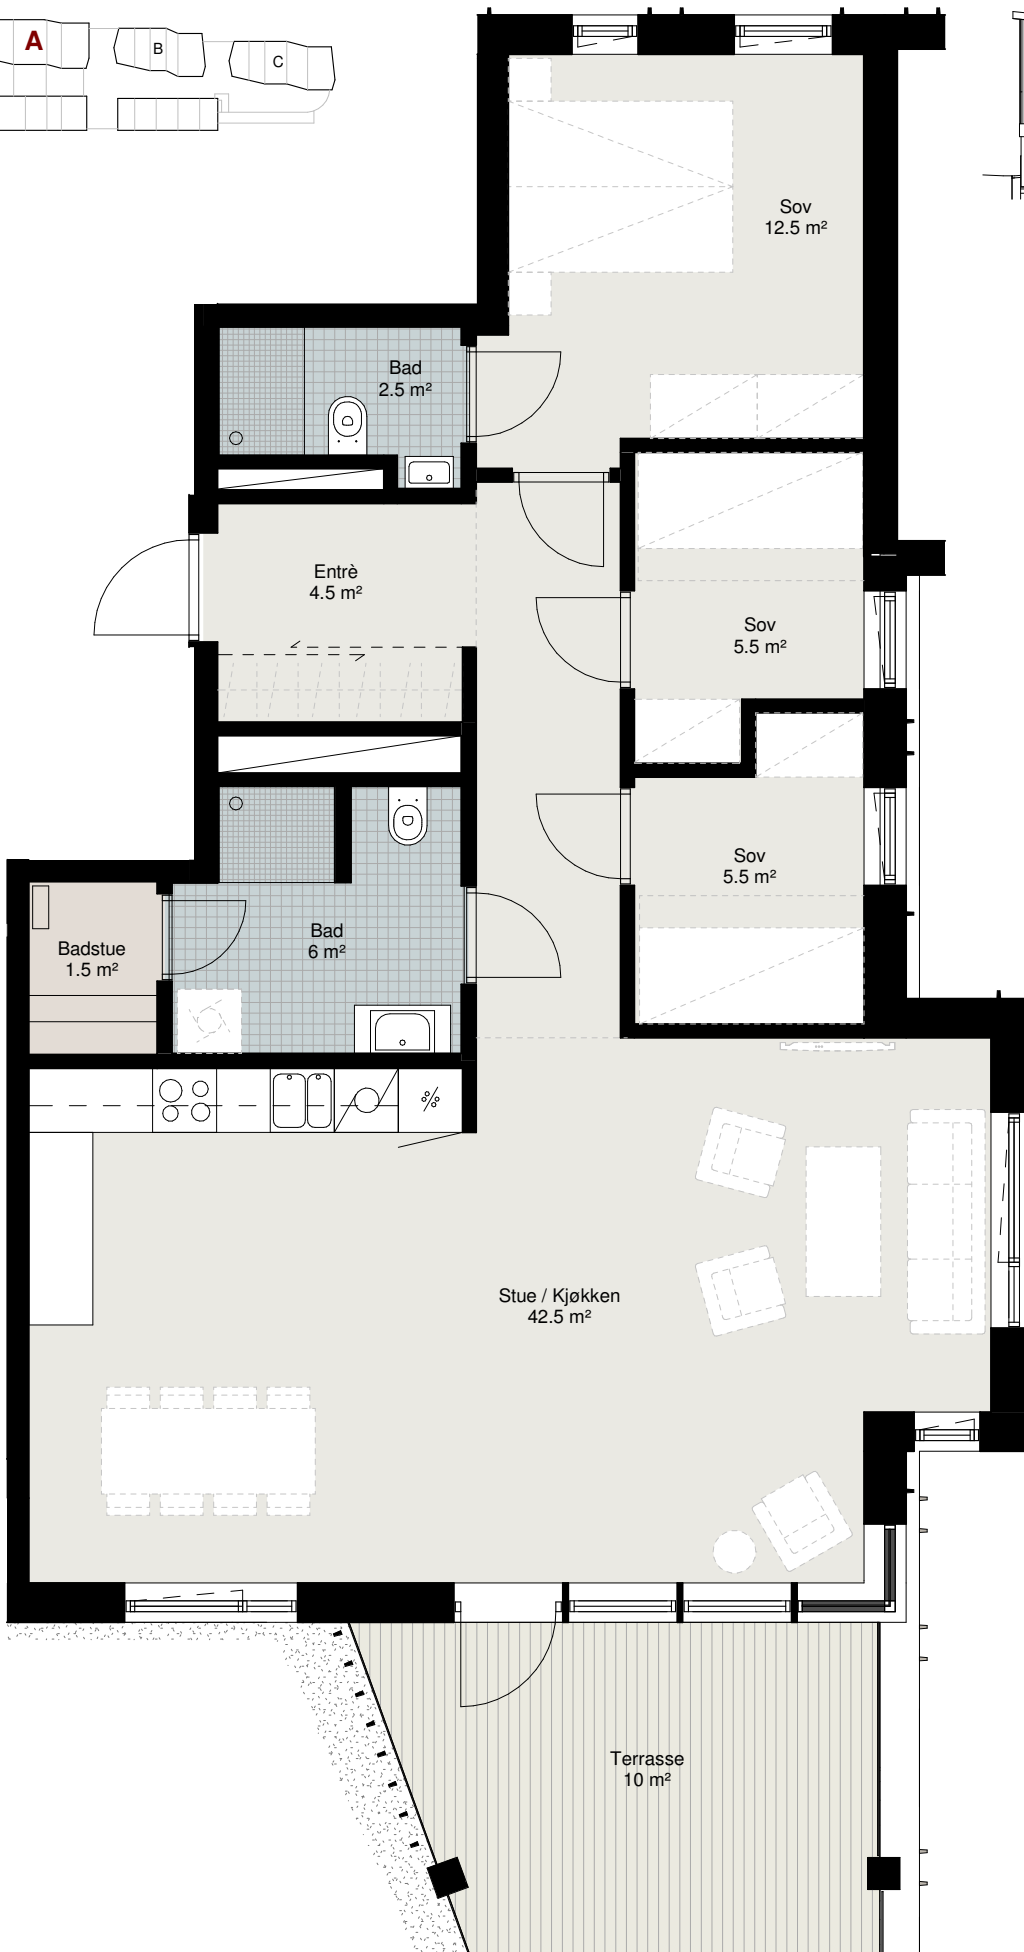 A
B
C
Sov
12.5 m²
Bad
2.5 m²
Entrè
4.5 m²
Sov
5.5 m²
Sov
5.5 m²
Bad
6 m²
Badstue
1.5 m²
Stue / Kjøkken
42.5 m²
Terrasse
10 m²